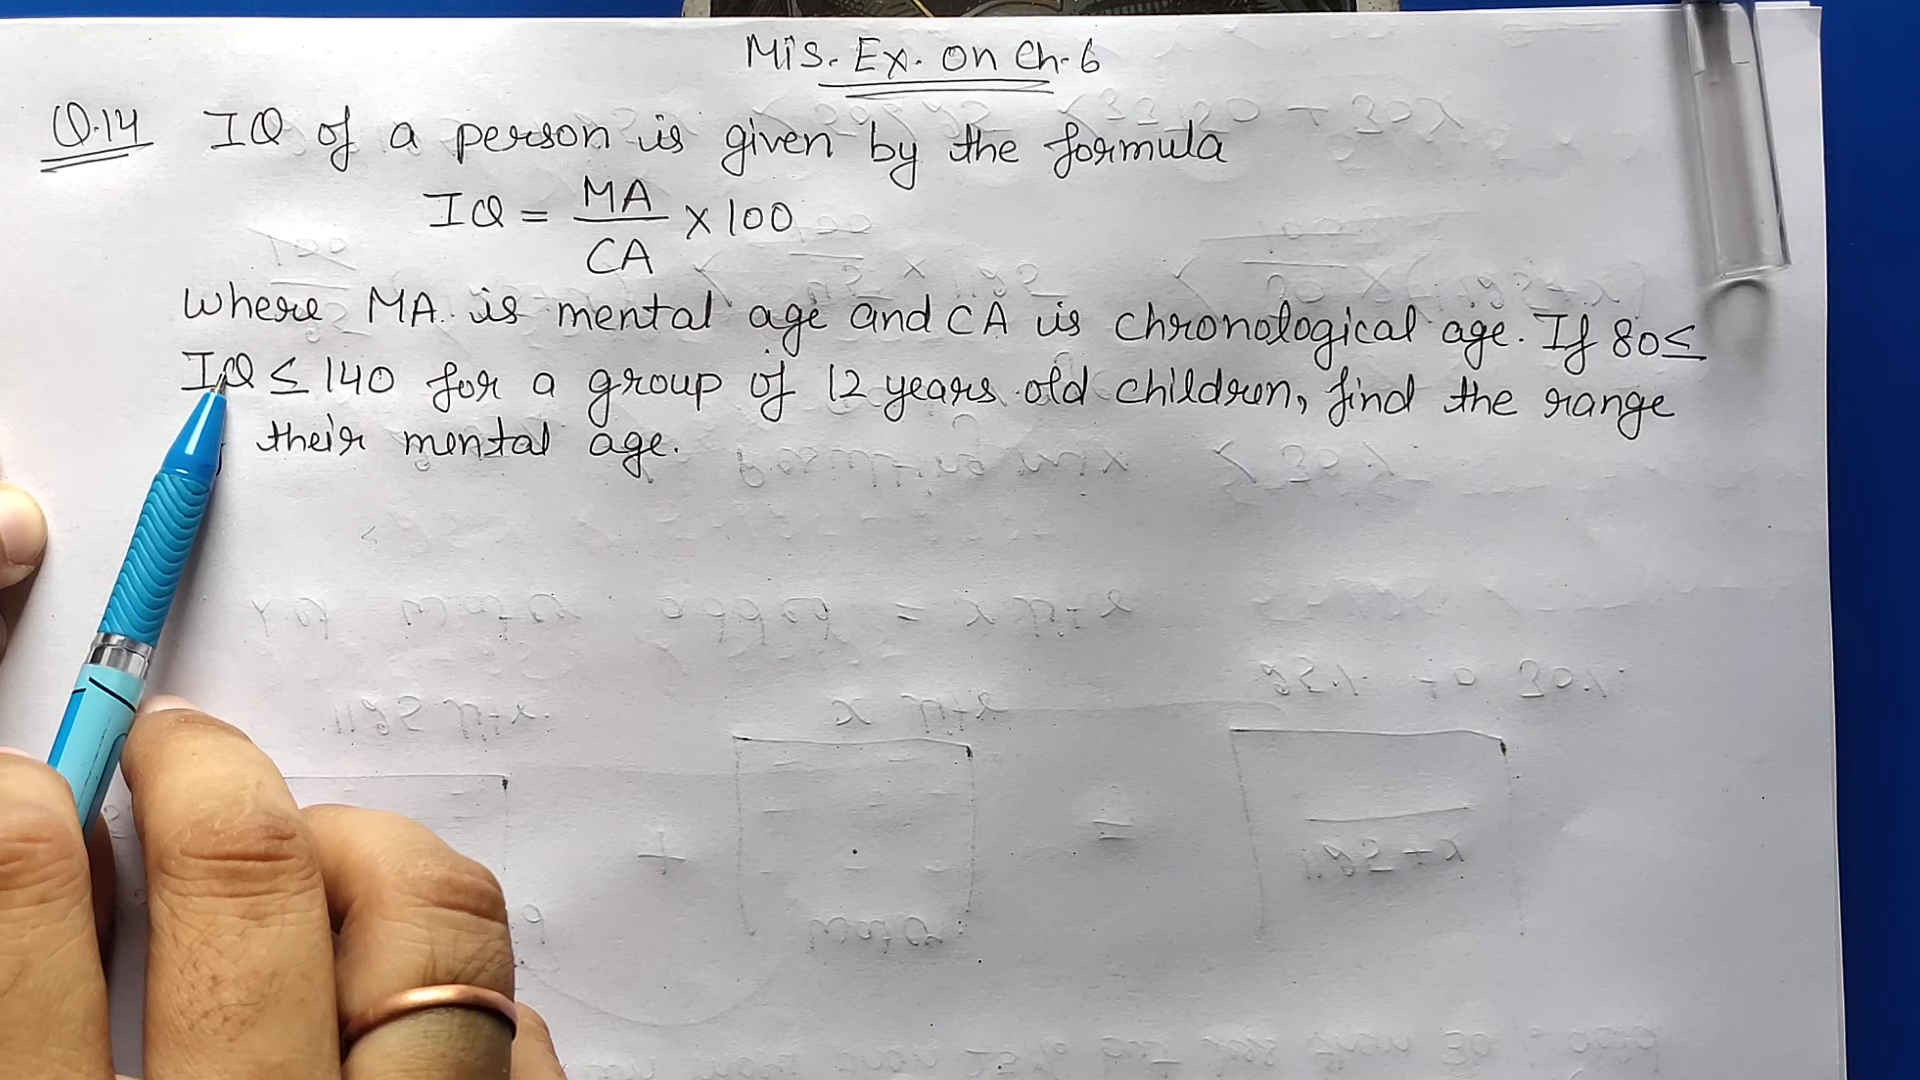 Mis. Ex. on Ch. 6
Q.14 IQ of a person is given by the formula
IQ = MA/CA × 100
where MA is mental age and CA is chronological age. If 80 ≤
IQ ≤ 140 for a group of 12 years old children, find the range
their mental age.